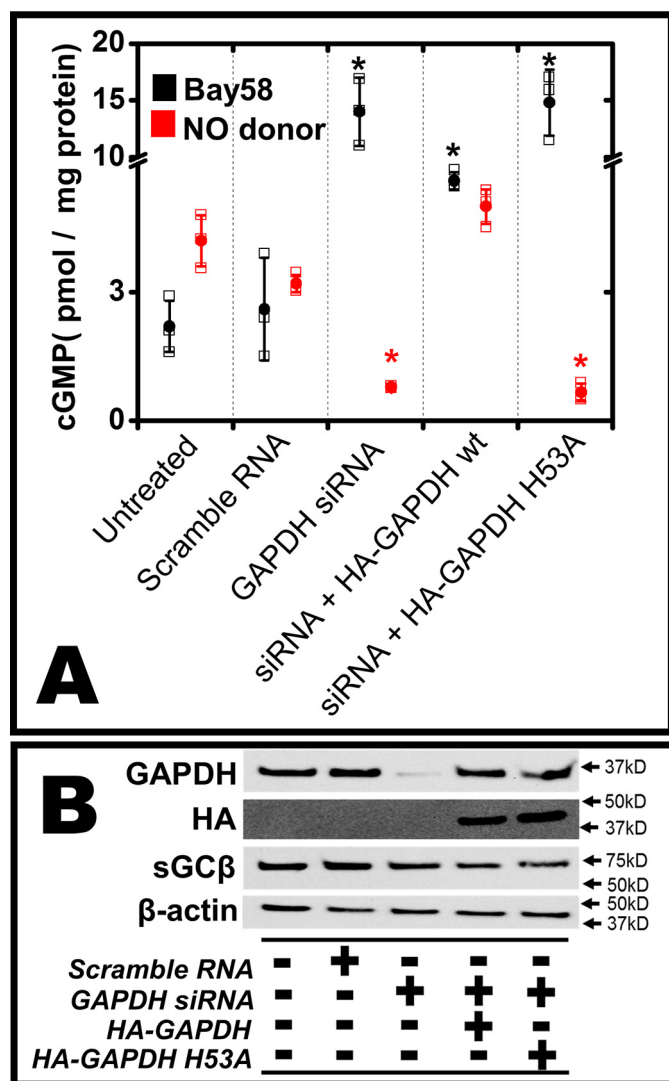 20
15
10
3
0
cGMP( pmol / mg protein)
Bay58
NO donor
*
*
*
*
*
Untreated
Scramble RNA
GAPDH siRNA
siRNA + HA-GAPDH wt
siRNA + HA-GAPDH H53A
A
B
GAPDH
37kD
HA
50kD
37kD
sGCβ
75kD
50kD
β-actin
50kD
37kD
Scramble RNA - + - - -
GAPDH siRNA - - + + +
HA-GAPDH - - - + -
HA-GAPDH H53A - - - - +